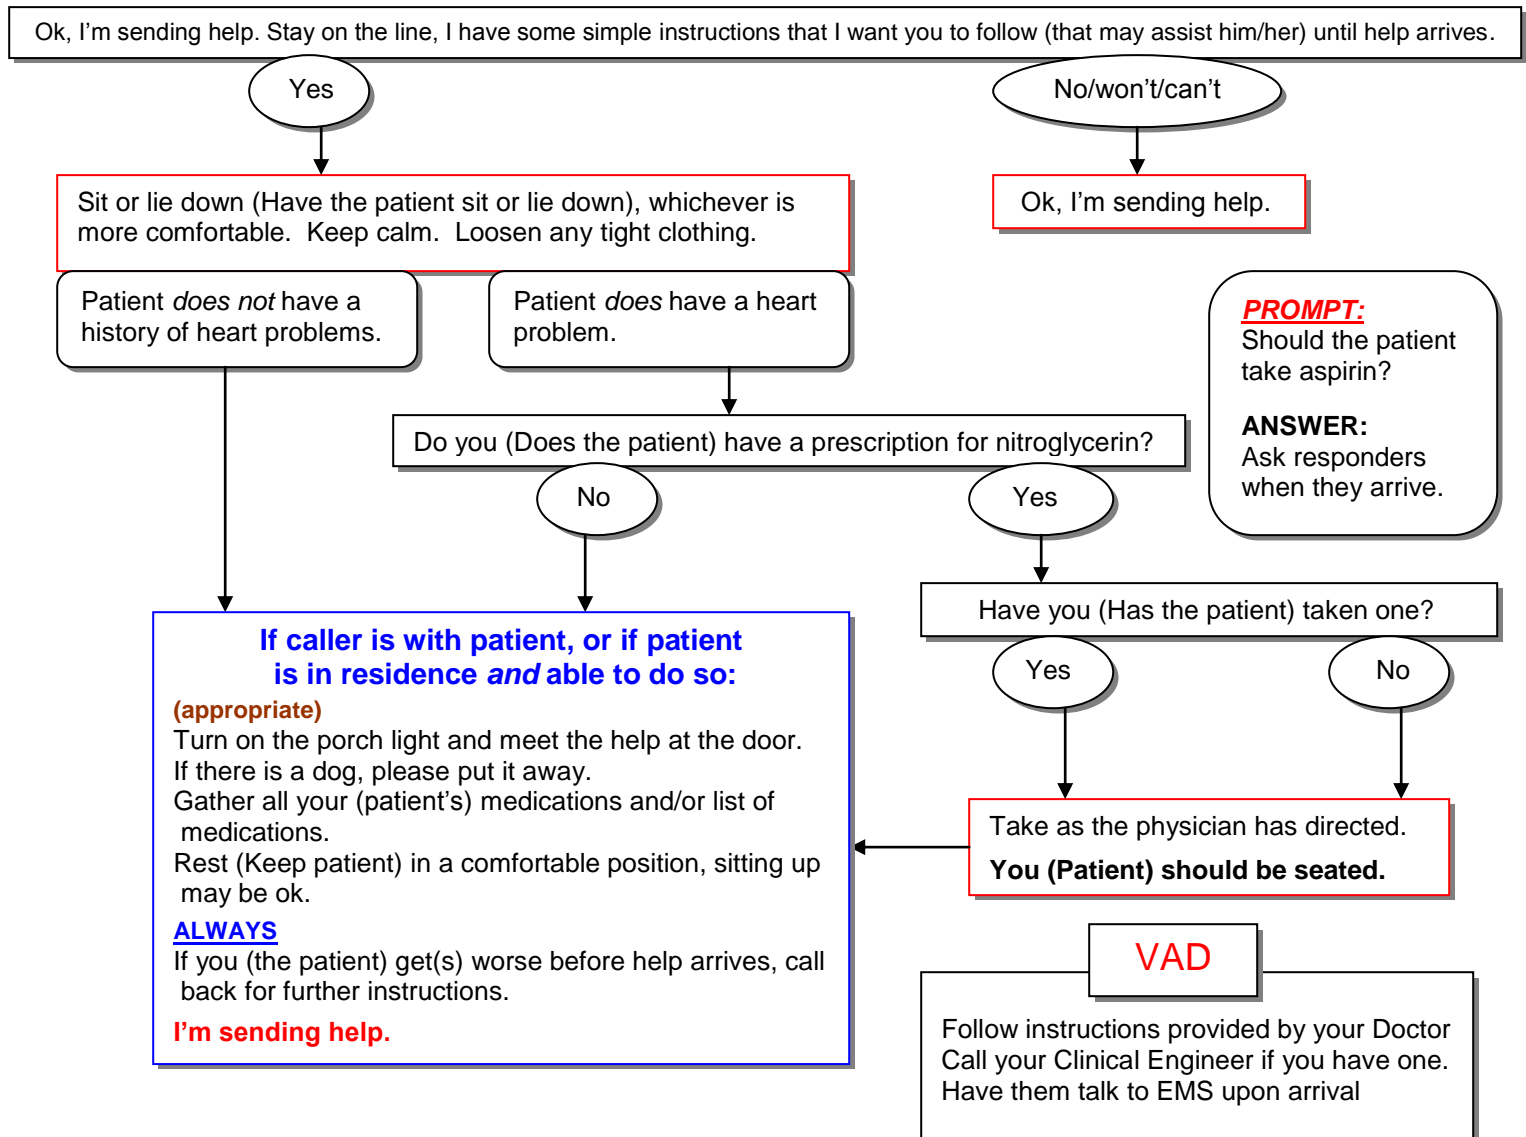 Ok, I'm sending help. Stay on the line, I have some simple instructions that I want you to follow (that may assist him/her) until help arrives.
Yes
No/won't/can't
Sit or lie down (Have the patient sit or lie down), whichever is
more comfortable.  Keep calm.  Loosen any tight clothing.
Ok, I'm sending help.
Patient does not have a
history of heart problems.
Patient does have a heart
problem.
PROMPT:
Should the patient
take aspirin?
ANSWER:
Ask responders
when they arrive.
Do you (Does the patient) have a prescription for nitroglycerin?
No
Yes
Have you (Has the patient) taken one?
Yes
No
If caller is with patient, or if patient
is in residence and able to do so:
(appropriate)
Turn on the porch light and meet the help at the door.
If there is a dog, please put it away.
Gather all your (patient's) medications and/or list of
medications.
Rest (Keep patient) in a comfortable position, sitting up
may be ok.
ALWAYS
If you (the patient) get(s) worse before help arrives, call
back for further instructions.
I'm sending help.
Take as the physician has directed.
You (Patient) should be seated.
VAD
Follow instructions provided by your Doctor
Call your Clinical Engineer if you have one.
Have them talk to EMS upon arrival